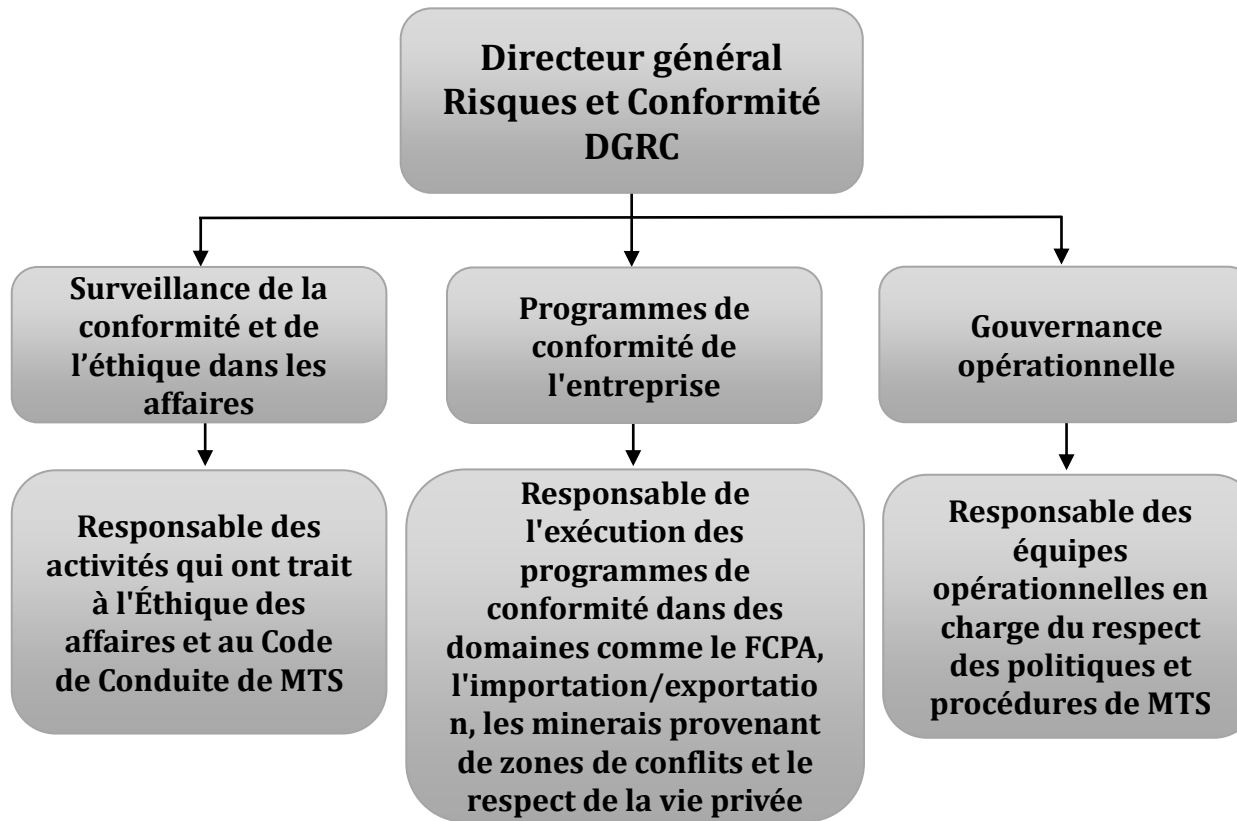 Directeur général
Risques et Conformité
DGRC
Surveillance de la
conformité et de
l’éthique dans les
affaires
Programmes de
conformité de
l'entreprise
Gouvernance
opérationnelle
Responsable des
activités qui ont trait
à l'Éthique des
affaires et au Code
de Conduite de MTS
Responsable de
l'exécution des
programmes de
conformité dans des
domaines comme le FCPA,
l'importation/exportatio
n, les minerais provenant
de zones de conflits et le
respect de la vie privée
Responsable des
équipes
opérationnelles en
charge du respect
des politiques et
procédures de MTS